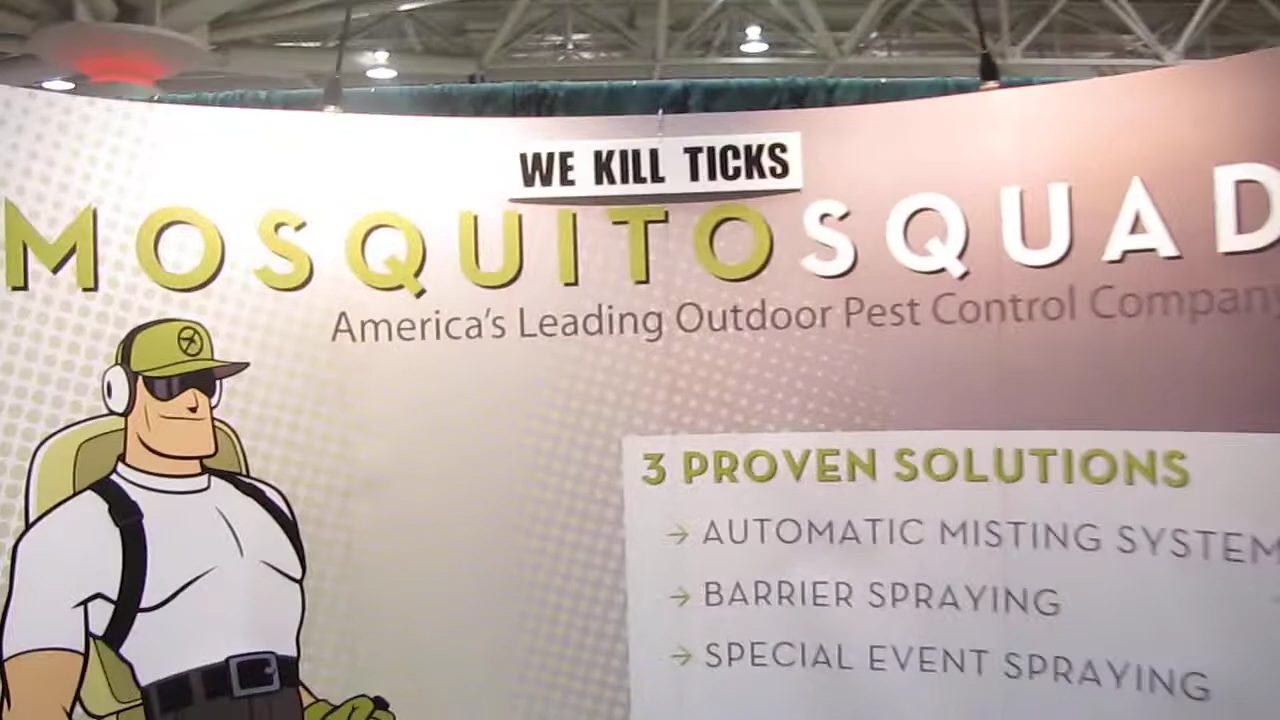 WE KILL TICKS
MOSQUITOSQUAD
America's Leading Outdoor Pest Control Company
3 PROVEN SOLUTIONS
→ AUTOMATIC MISTING SYSTEM
→ BARRIER SPRAYING
→ SPECIAL EVENT SPRAYING